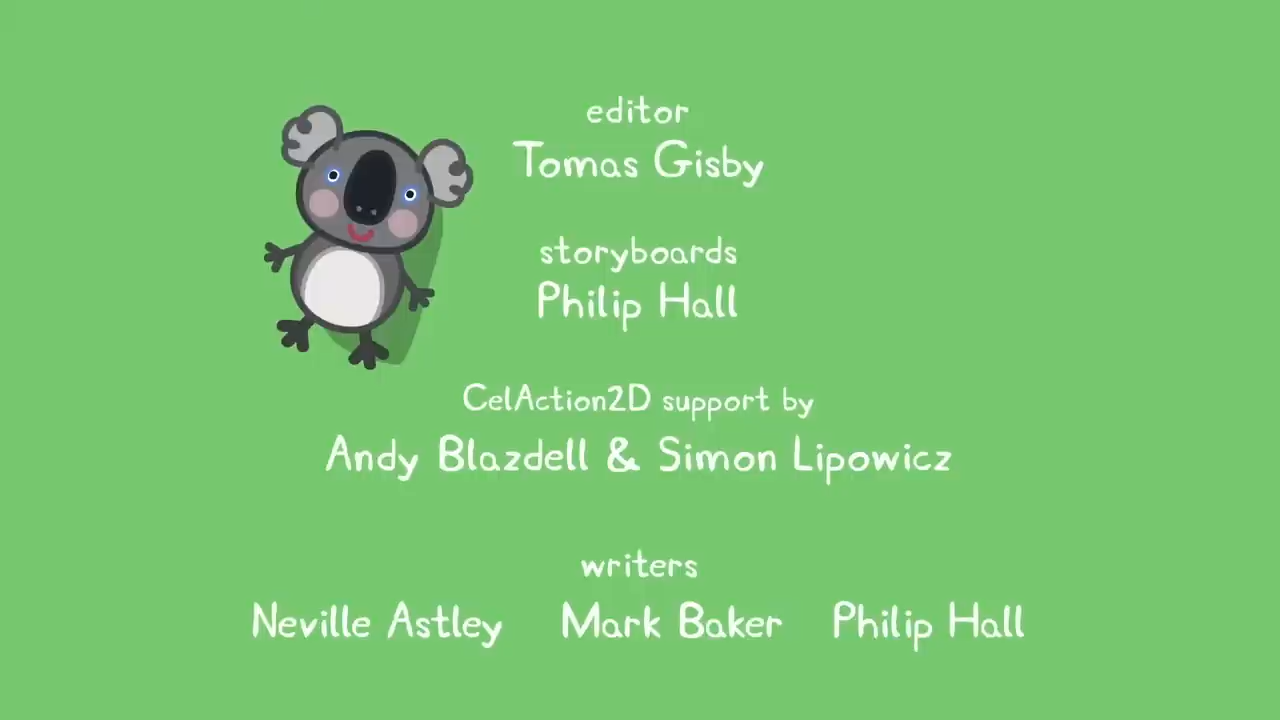 editor
Tomas Gisby
storyboards
Philip Hall
CelAction2D support by
Andy Blazdell & Simon Lipowicz
writers
Neville Astley Mark Baker Philip Hall